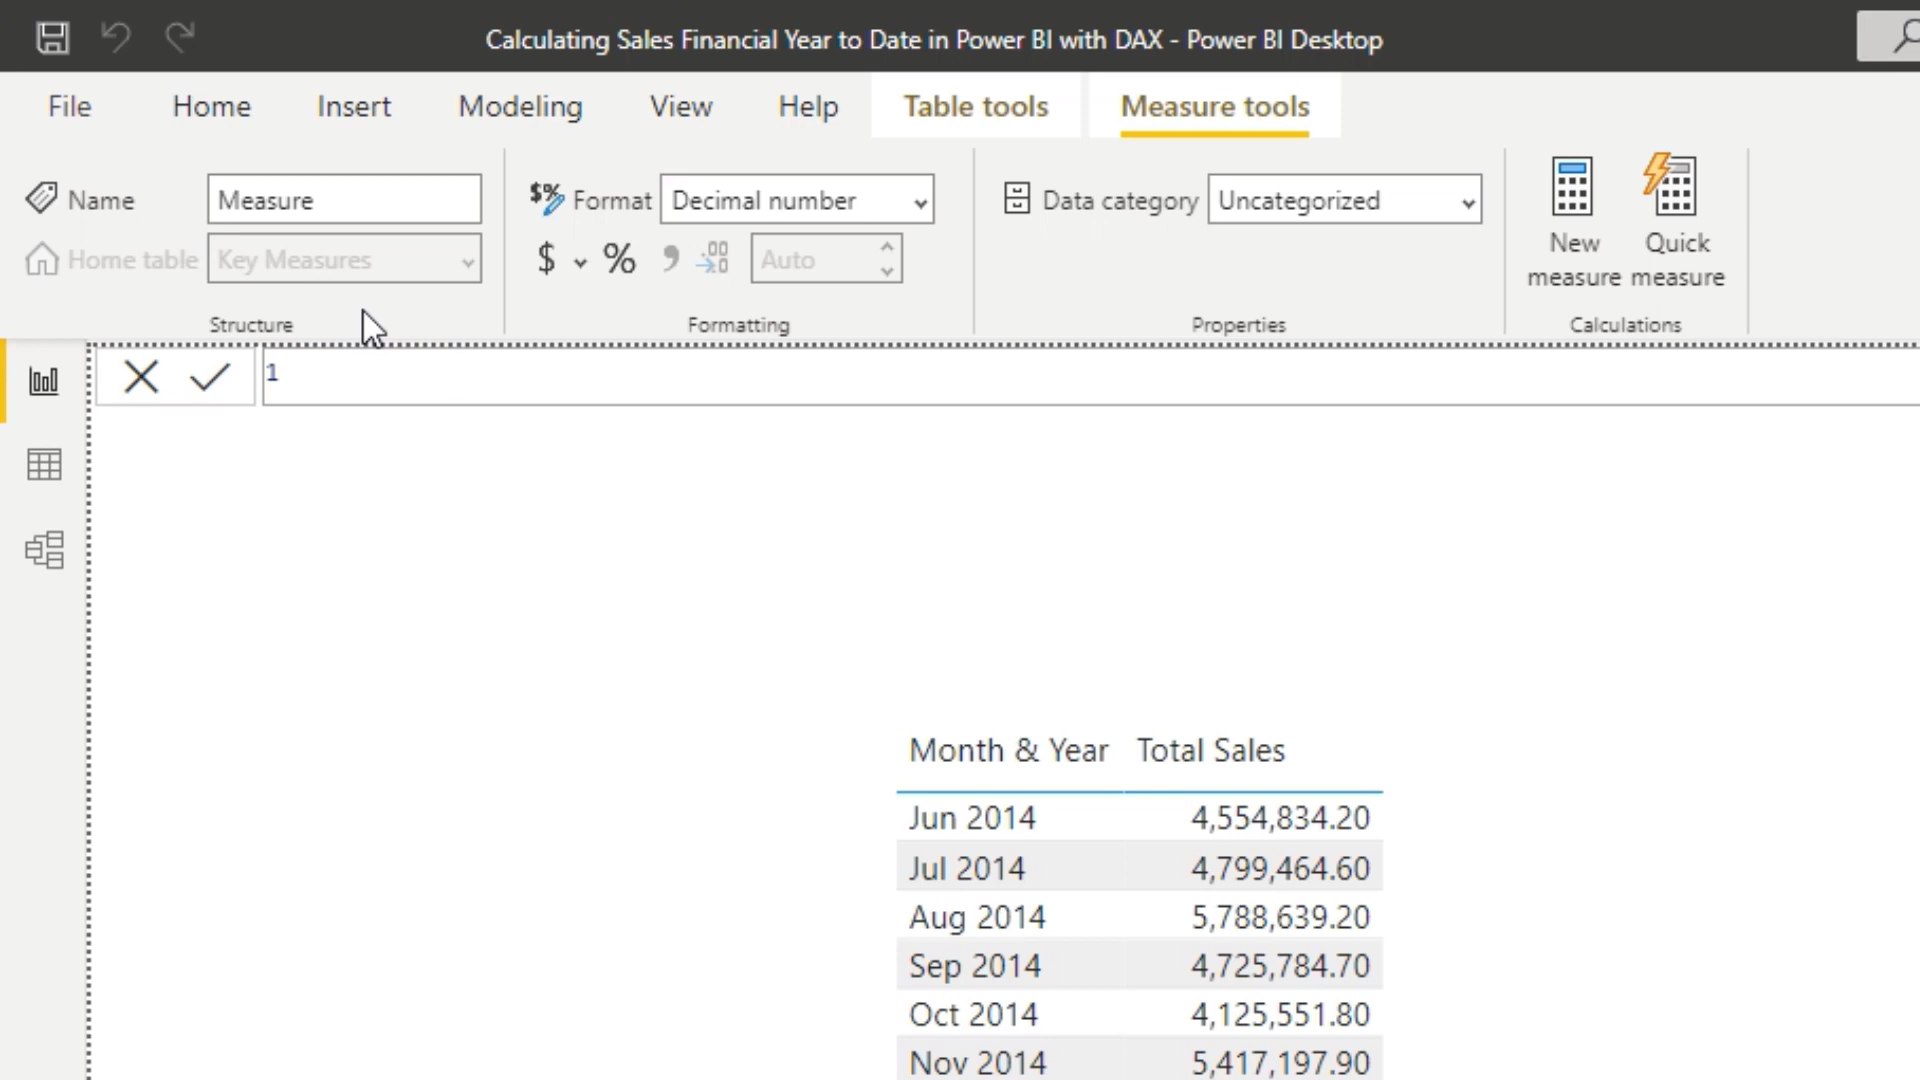 Calculating Sales Financial Year to Date in Power BI with DAX - Power BI Desktop
File Home Insert Modeling View Help Table tools Measure tools
Name Measure
Home table Key Measures
Structure
$% Format Decimal number
$ % , .00 Auto
Formatting
Data category Uncategorized
Properties
New measure
Quick measure
Calculations
1
Month & Year Total Sales
Jun 2014 4,554,834.20
Jul 2014 4,799,464.60
Aug 2014 5,788,639.20
Sep 2014 4,725,784.70
Oct 2014 4,125,551.80
Nov 2014 5,417,197.90